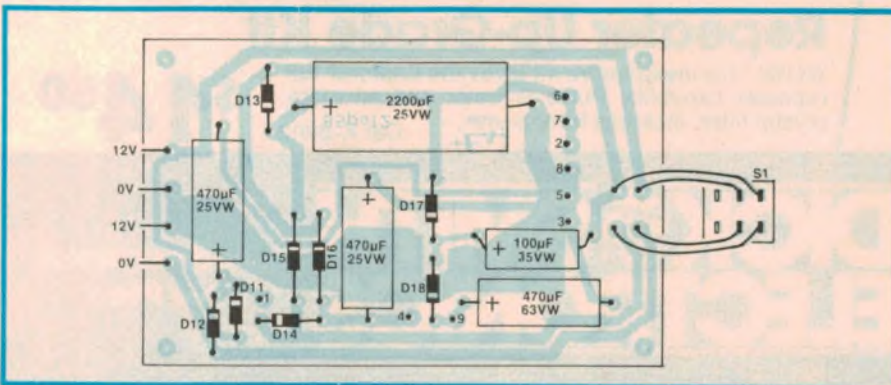 D13
2200µF
25VW
6
7
2
8
5
3
S1
12V
0V
12V
0V
470µF
25VW
D17
470µF
25VW
D15
D16
100µF
35VW
D18
470µF
63VW
D11
1
D12
D14
4
9